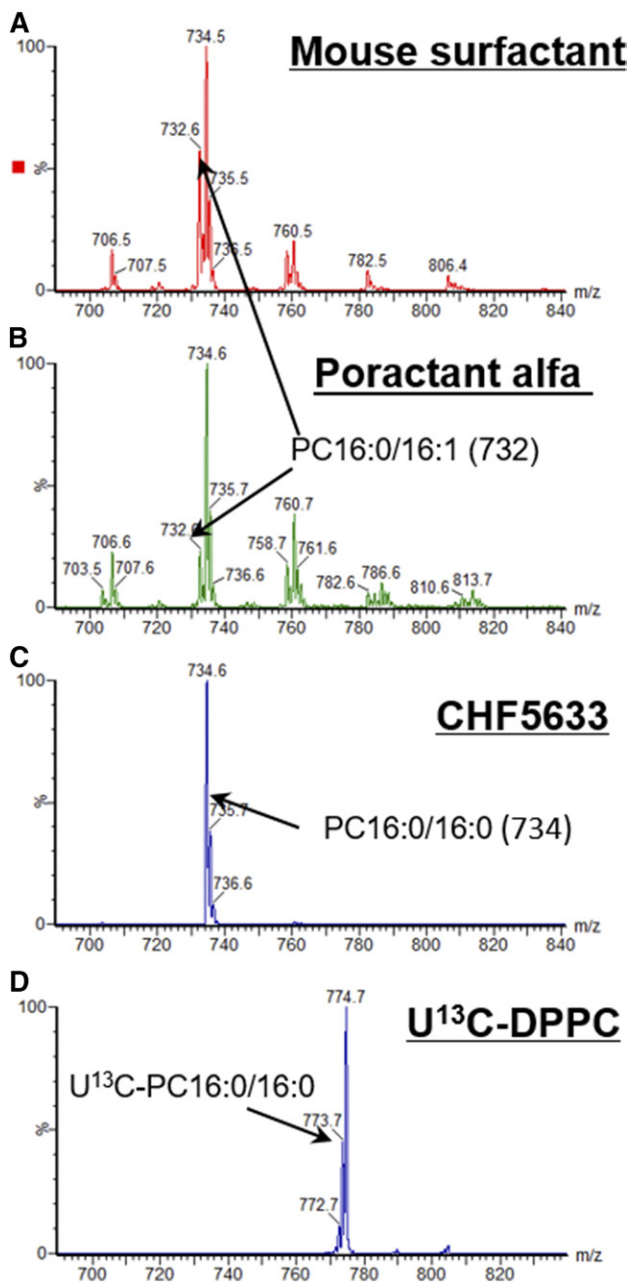 A
Mouse surfactant
100
%
0
734.5
732.6
735.5
736.5
706.5
707.5
760.5
782.5
806.4
700 720 740 760 780 800 820 840 m/z
B
Poractant alfa
PC16:0/16:1 (732)
100
%
0
734.6
735.7
732.6
736.6
706.6
703.5
707.6
760.7
758.7
761.6
782.6
786.6
810.6
813.7
700 720 740 760 780 800 820 840 m/z
C
CHF5633
PC16:0/16:0 (734)
100
%
0
734.6
735.7
736.6
700 720 740 760 780 800 820 840 m/z
D
U¹³C-DPPC
U¹³C-PC16:0/16:0
100
%
0
774.7
773.7
772.7
700 720 740 760 780 800 820 m/z